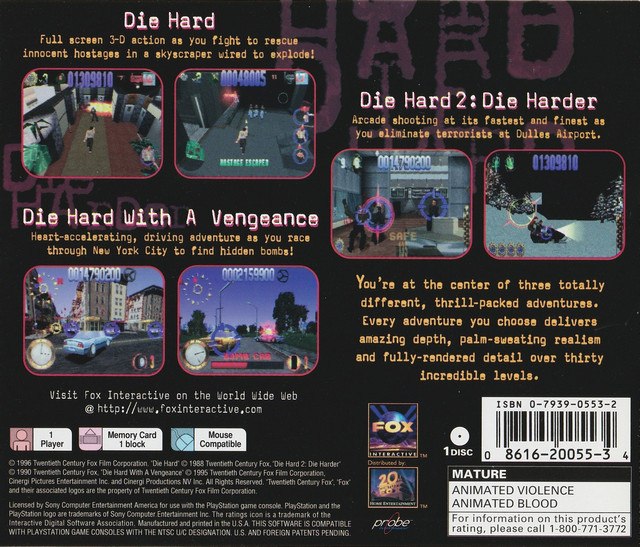 Die Hard
Full screen 3-D action as you fight to rescue
innocent hostages in a skyscraper wired to explode!
01309810
00048005
HOSTAGE ESCAPED
Die Hard 2: Die Harder
Arcade shooting at its fastest and finest as
you eliminate terrorists at Dulles Airport.
0014790200
01309810
SAFE
Die Hard With A Vengeance
Heart-accelerating, driving adventure as you race
through New York City to find hidden bombs!
0014790200
0002159900
You're at the center of three totally
different, thrill-packed adventures.
Every adventure you choose delivers
amazing depth, palm-sweating realism
and fully-rendered detail over thirty
incredible levels.
Visit Fox Interactive on the World Wide Web
@ http://www.foxinteractive.com
1
Player
Memory Card
1 block
Mouse
Compatible
© 1996 Twentieth Century Fox Film Corporation. 'Die Hard' © 1988 Twentieth Century Fox, 'Die Hard 2: Die Harder'
© 1990 Twentieth Century Fox, 'Die Hard With A Vengeance' © 1995 Twentieth Century Fox Film Corporation,
Cinergi Pictures Entertainment Inc. and Cinergi Productions NV Inc. All Rights Reserved. 'Twentieth Century Fox', 'Fox'
and their associated logos are the property of Twentieth Century Fox Film Corporation.
Licensed by Sony Computer Entertainment America for use with the PlayStation game console. PlayStation and the
PlayStation logo are trademarks of Sony Computer Entertainment Inc. The ratings icon is a trademark of the
Interactive Digital Software Association. Manufactured and printed in the U.S.A. THIS SOFTWARE IS COMPATIBLE
WITH PLAYSTATION GAME CONSOLES WITH THE NTSC U/C DESIGNATION. U.S. AND FOREIGN PATENTS PENDING.
FOX
INTERACTIVE™
Distributed by:
20
HOME ENTERTAINMENT™
probe
1 DISC
ISBN 0-7939-0553-2
0 8616-20055-3 4
MATURE
ANIMATED VIOLENCE
ANIMATED BLOOD
For information on this product's
rating, please call 1-800-771-3772